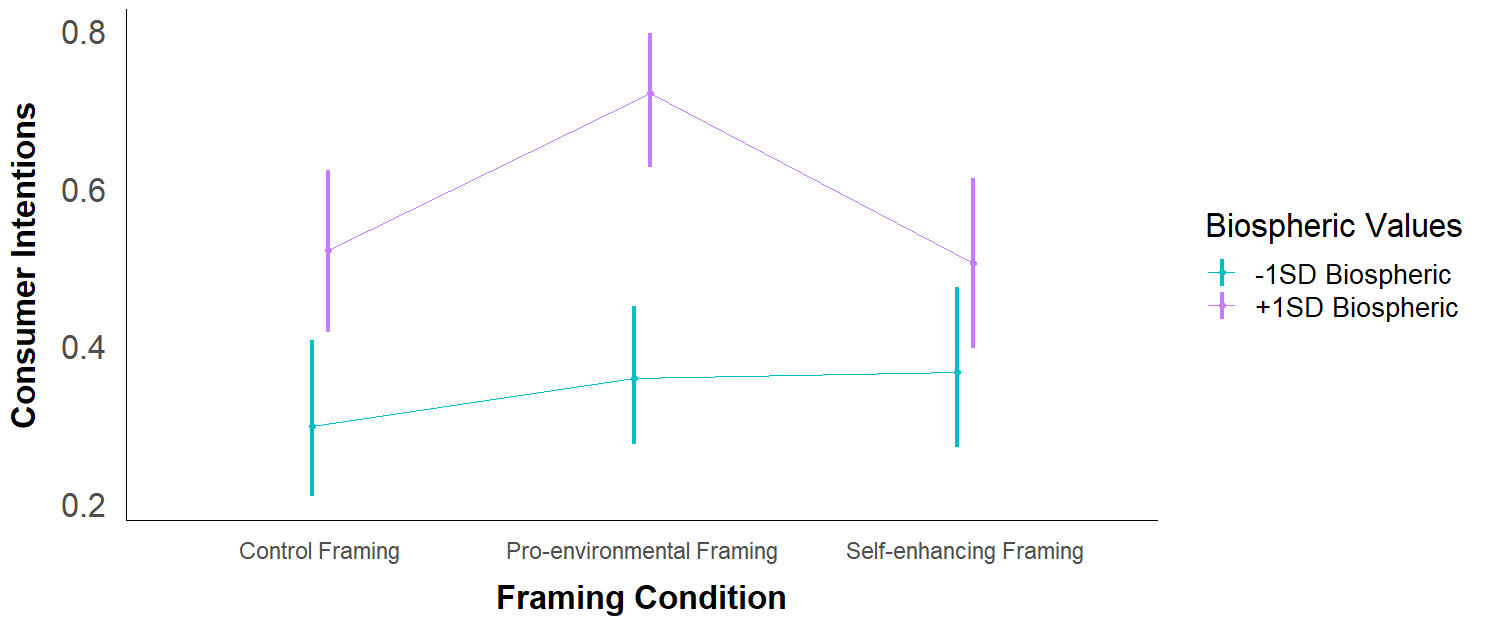 Consumer Intentions
0.8
0.6
0.4
0.2
Control Framing
Pro-environmental Framing
Self-enhancing Framing
Framing Condition
Biospheric Values
-1SD Biospheric
+1SD Biospheric